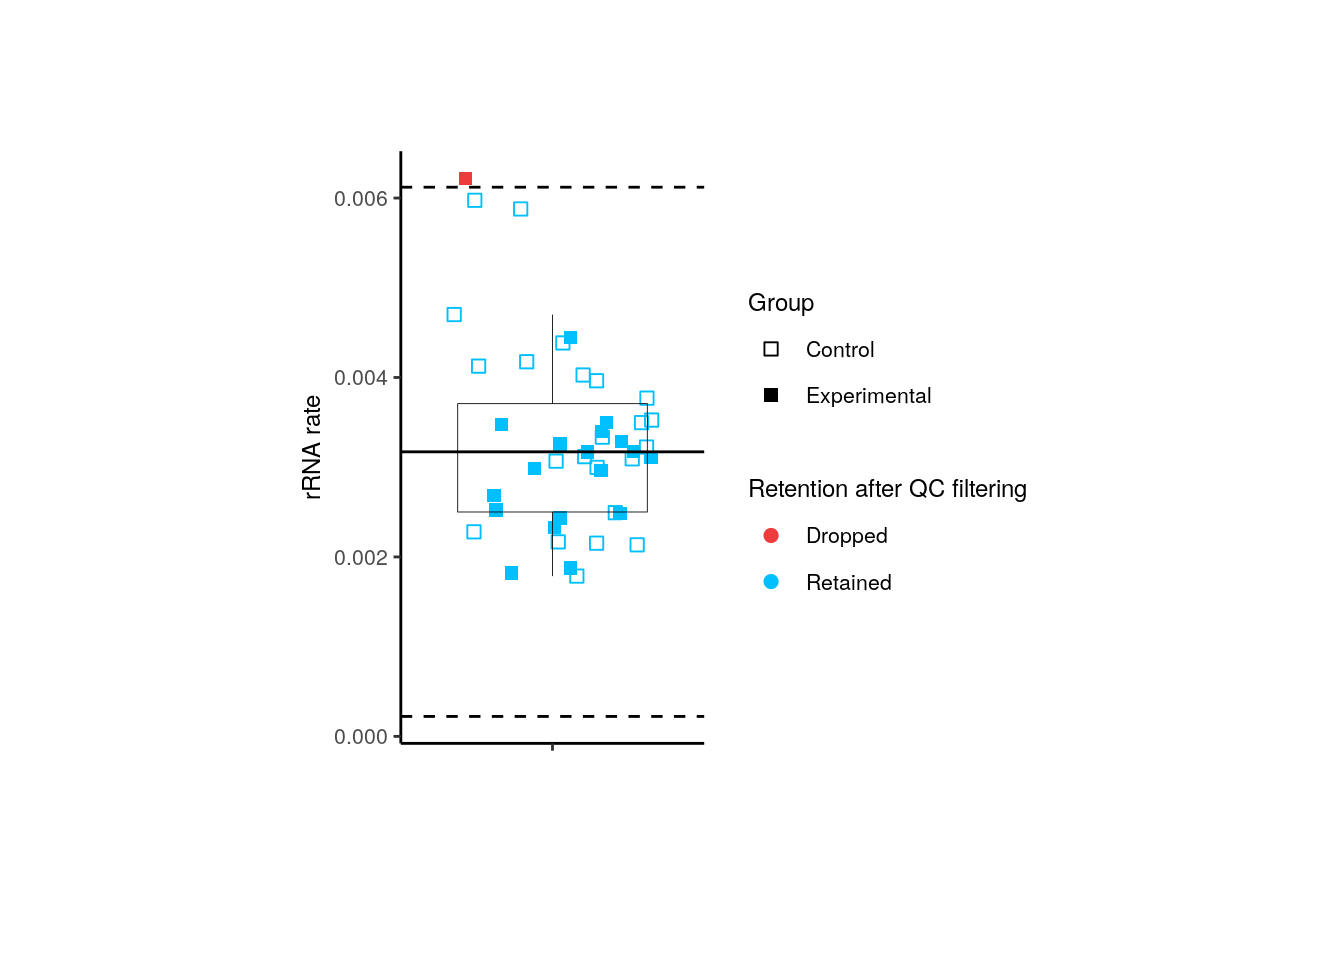 rRNA rate
0.006
0.004
0.002
0.000
Group
Control
Experimental
Retention after QC filtering
Dropped
Retained